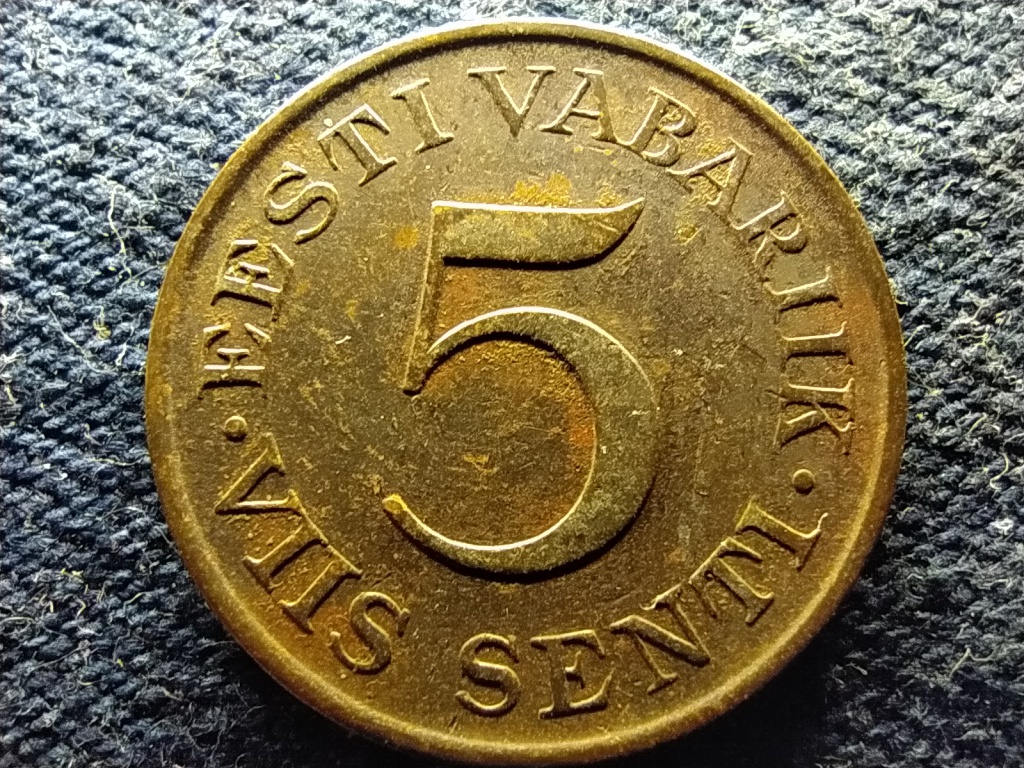 · EESTI VABARIIK ·
5
VIIS SENTI